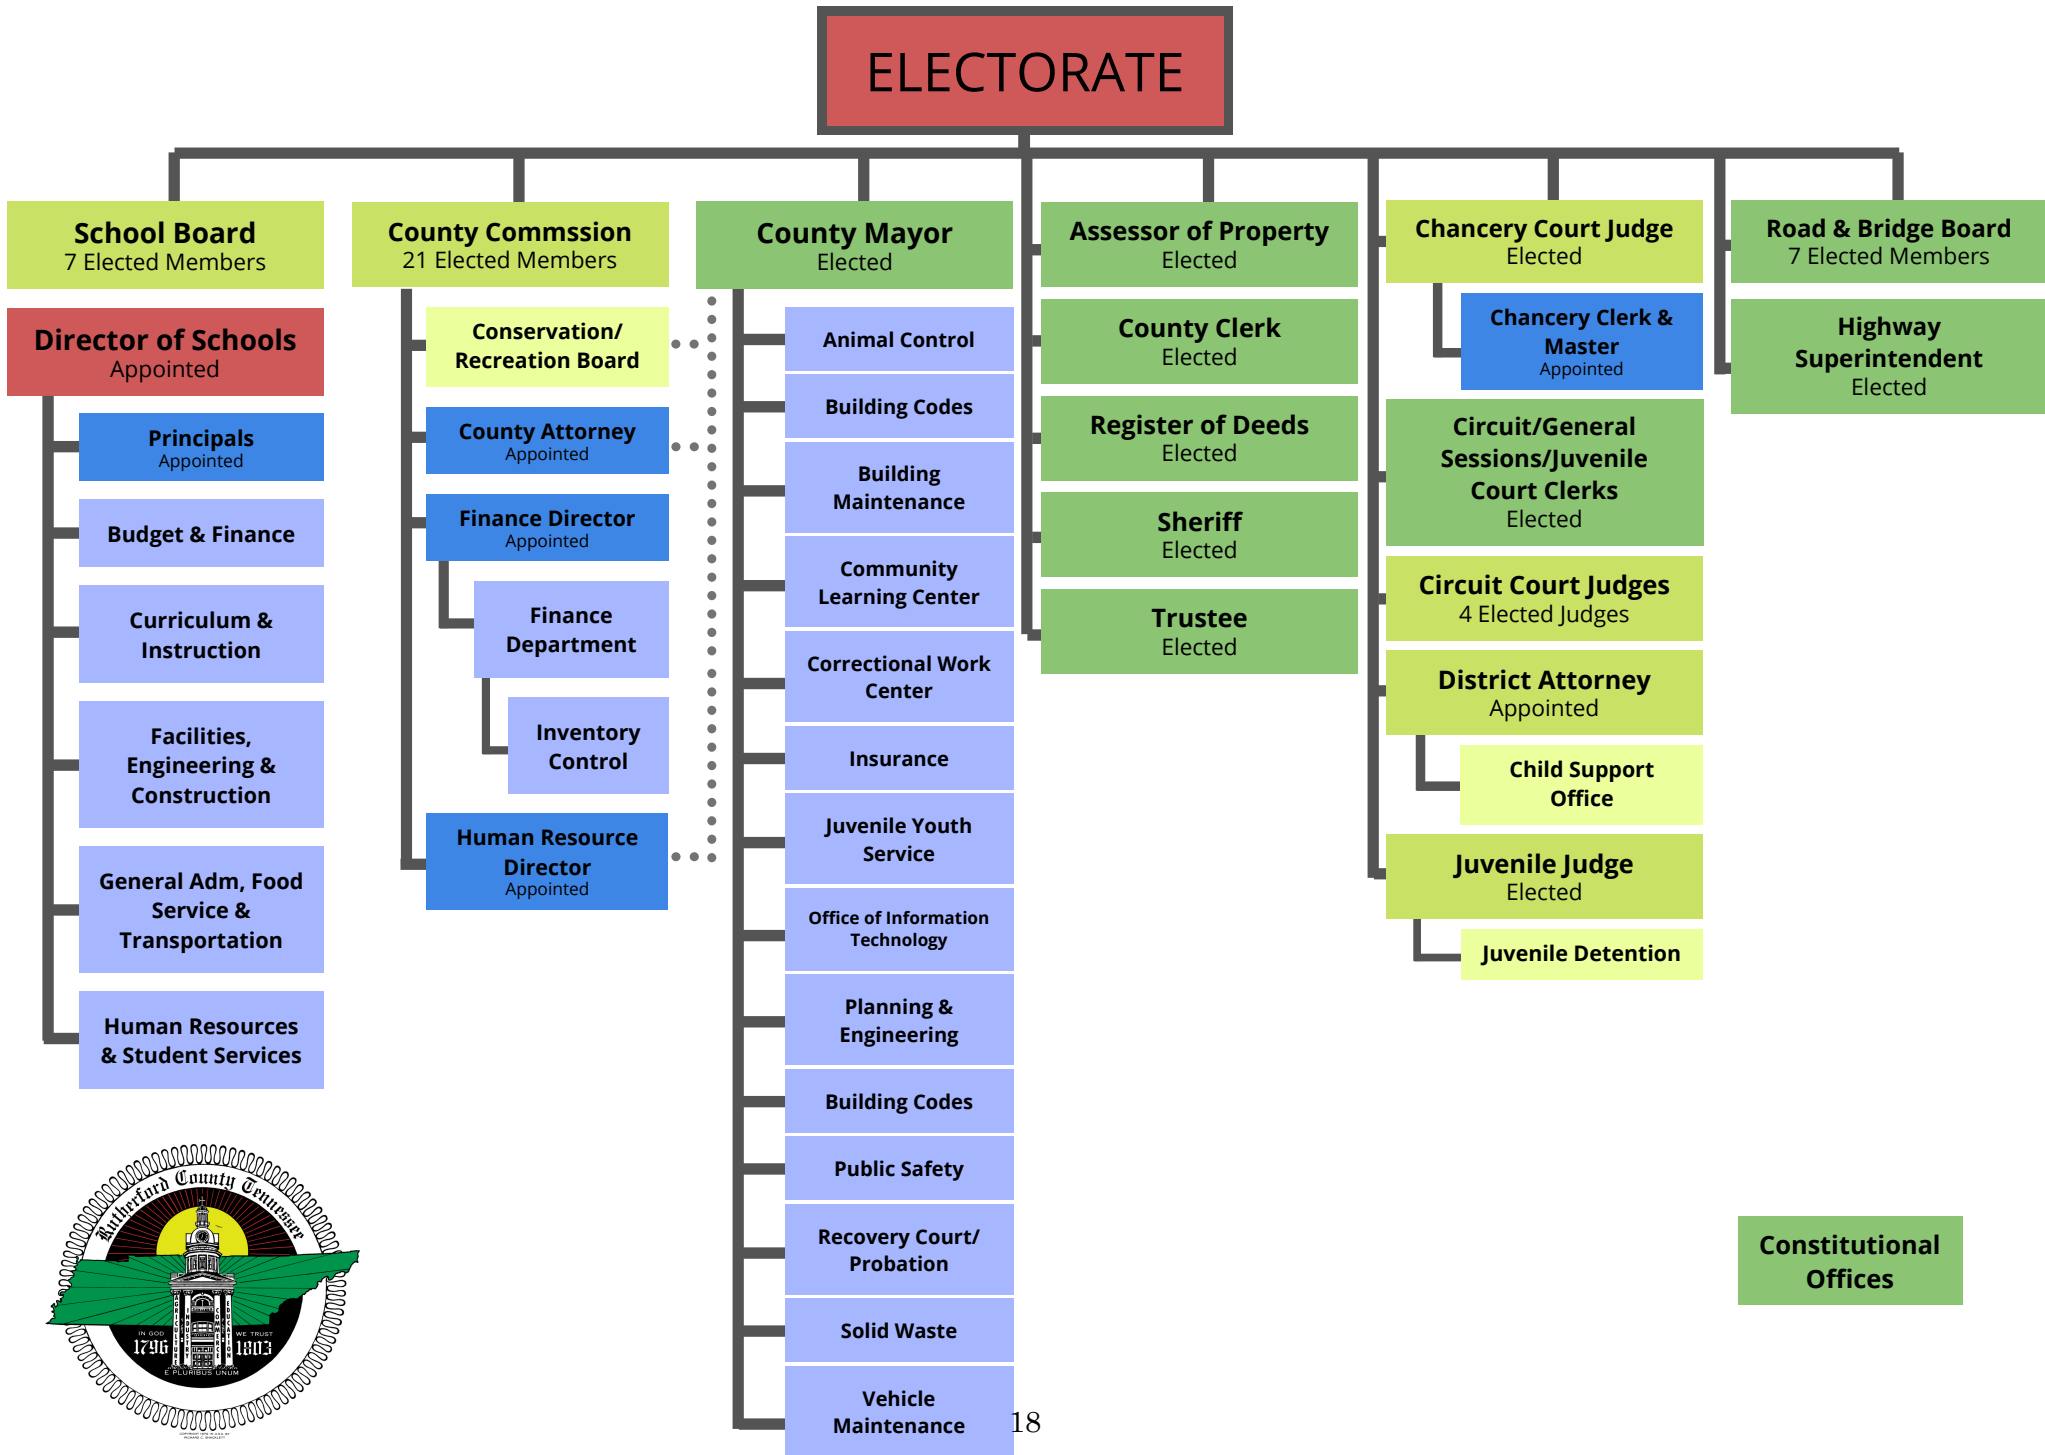 ELECTORATE
School Board
7 Elected Members
Director of Schools
Appointed
Principals
Appointed
Budget & Finance
Curriculum &
Instruction
Facilities,
Engineering &
Construction
General Adm, Food
Service &
Transportation
Human Resources
& Student Services
County Commssion
21 Elected Members
Conservation/
Recreation Board
County Attorney
Appointed
Finance Director
Appointed
Finance
Department
Inventory
Control
Human Resource
Director
Appointed
County Mayor
Elected
Animal Control
Building Codes
Building
Maintenance
Community
Learning Center
Correctional Work
Center
Insurance
Juvenile Youth
Service
Office of Information
Technology
Planning &
Engineering
Building Codes
Public Safety
Recovery Court/
Probation
Solid Waste
Vehicle
Maintenance
Assessor of Property
Elected
County Clerk
Elected
Register of Deeds
Elected
Sheriff
Elected
Trustee
Elected
Chancery Court Judge
Elected
Chancery Clerk &
Master
Appointed
Circuit/General
Sessions/Juvenile
Court Clerks
Elected
Circuit Court Judges
4 Elected Judges
District Attorney
Appointed
Child Support
Office
Juvenile Judge
Elected
Juvenile Detention
Road & Bridge Board
7 Elected Members
Highway
Superintendent
Elected
Constitutional
Offices
Rutherford County Tennessee
AGRICULTURE
INDUSTRY
COMMERCE
EDUCATION
IN GOD WE TRUST
1796 1803
E PLURIBUS UNUM
18